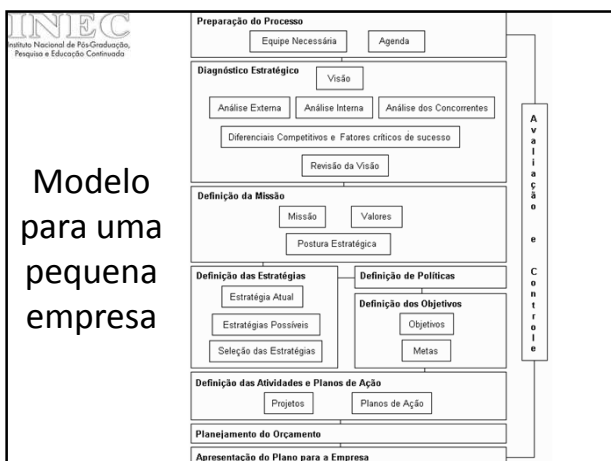 INEC
Instituto Nacional de Pós-Graduação,
Pesquisa e Educação Continuada
Modelo
para uma
pequena
empresa
Preparação do Processo
Equipe Necessária
Agenda
Diagnóstico Estratégico
Visão
Análise Externa
Análise Interna
Análise dos Concorrentes
Diferenciais Competitivos e Fatores críticos de sucesso
Revisão da Visão
Definição da Missão
Missão
Valores
Postura Estratégica
Definição das Estratégias
Estratégia Atual
Estratégias Possíveis
Seleção das Estratégias
Definição de Políticas
Definição dos Objetivos
Objetivos
Metas
Definição das Atividades e Planos de Ação
Projetos
Planos de Ação
Planejamento do Orçamento
Apresentação do Plano para a Empresa
Avaliação e Controle